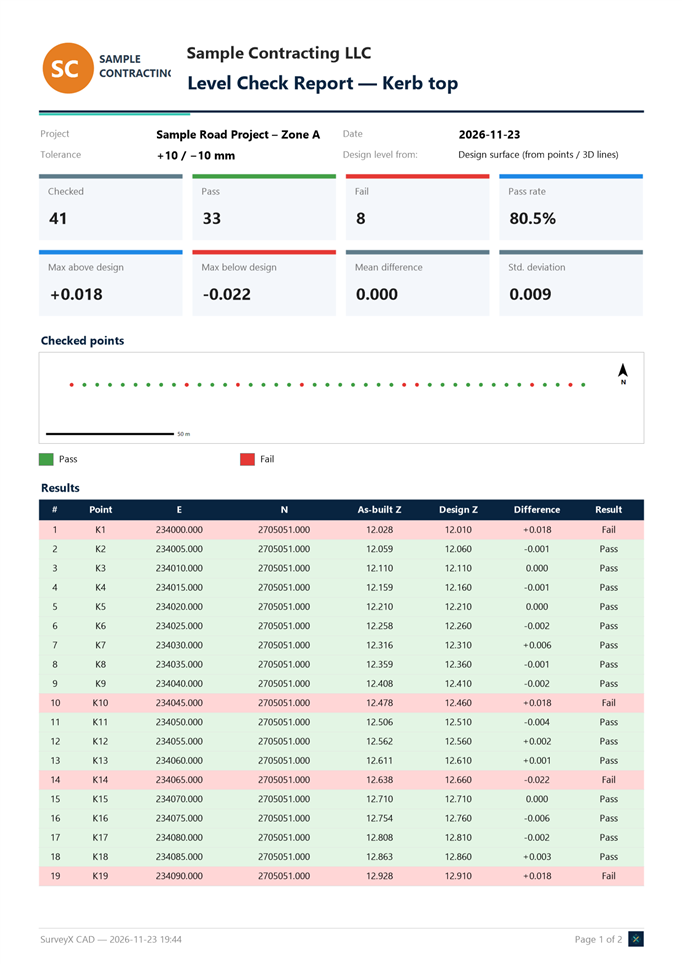 SC
SAMPLE
CONTRACTING
Sample Contracting LLC
Level Check Report — Kerb top
Project Sample Road Project – Zone A Date 2026-11-23
Tolerance +10 / −10 mm Design level from: Design surface (from points / 3D lines)
Checked Pass Fail Pass rate
41 33 8 80.5%
Max above design Max below design Mean difference Std. deviation
+0.018 -0.022 0.000 0.009
Checked points
N
50 m
Pass Fail
Results
# Point E N As-built Z Design Z Difference Result
1 K1 234000.000 2705051.000 12.028 12.010 +0.018 Fail
2 K2 234005.000 2705051.000 12.059 12.060 -0.001 Pass
3 K3 234010.000 2705051.000 12.110 12.110 0.000 Pass
4 K4 234015.000 2705051.000 12.159 12.160 -0.001 Pass
5 K5 234020.000 2705051.000 12.210 12.210 0.000 Pass
6 K6 234025.000 2705051.000 12.258 12.260 -0.002 Pass
7 K7 234030.000 2705051.000 12.316 12.310 +0.006 Pass
8 K8 234035.000 2705051.000 12.359 12.360 -0.001 Pass
9 K9 234040.000 2705051.000 12.408 12.410 -0.002 Pass
10 K10 234045.000 2705051.000 12.478 12.460 +0.018 Fail
11 K11 234050.000 2705051.000 12.506 12.510 -0.004 Pass
12 K12 234055.000 2705051.000 12.562 12.560 +0.002 Pass
13 K13 234060.000 2705051.000 12.611 12.610 +0.001 Pass
14 K14 234065.000 2705051.000 12.638 12.660 -0.022 Fail
15 K15 234070.000 2705051.000 12.710 12.710 0.000 Pass
16 K16 234075.000 2705051.000 12.754 12.760 -0.006 Pass
17 K17 234080.000 2705051.000 12.808 12.810 -0.002 Pass
18 K18 234085.000 2705051.000 12.863 12.860 +0.003 Pass
19 K19 234090.000 2705051.000 12.928 12.910 +0.018 Fail
SurveyX CAD — 2026-11-23 19:44 Page 1 of 2